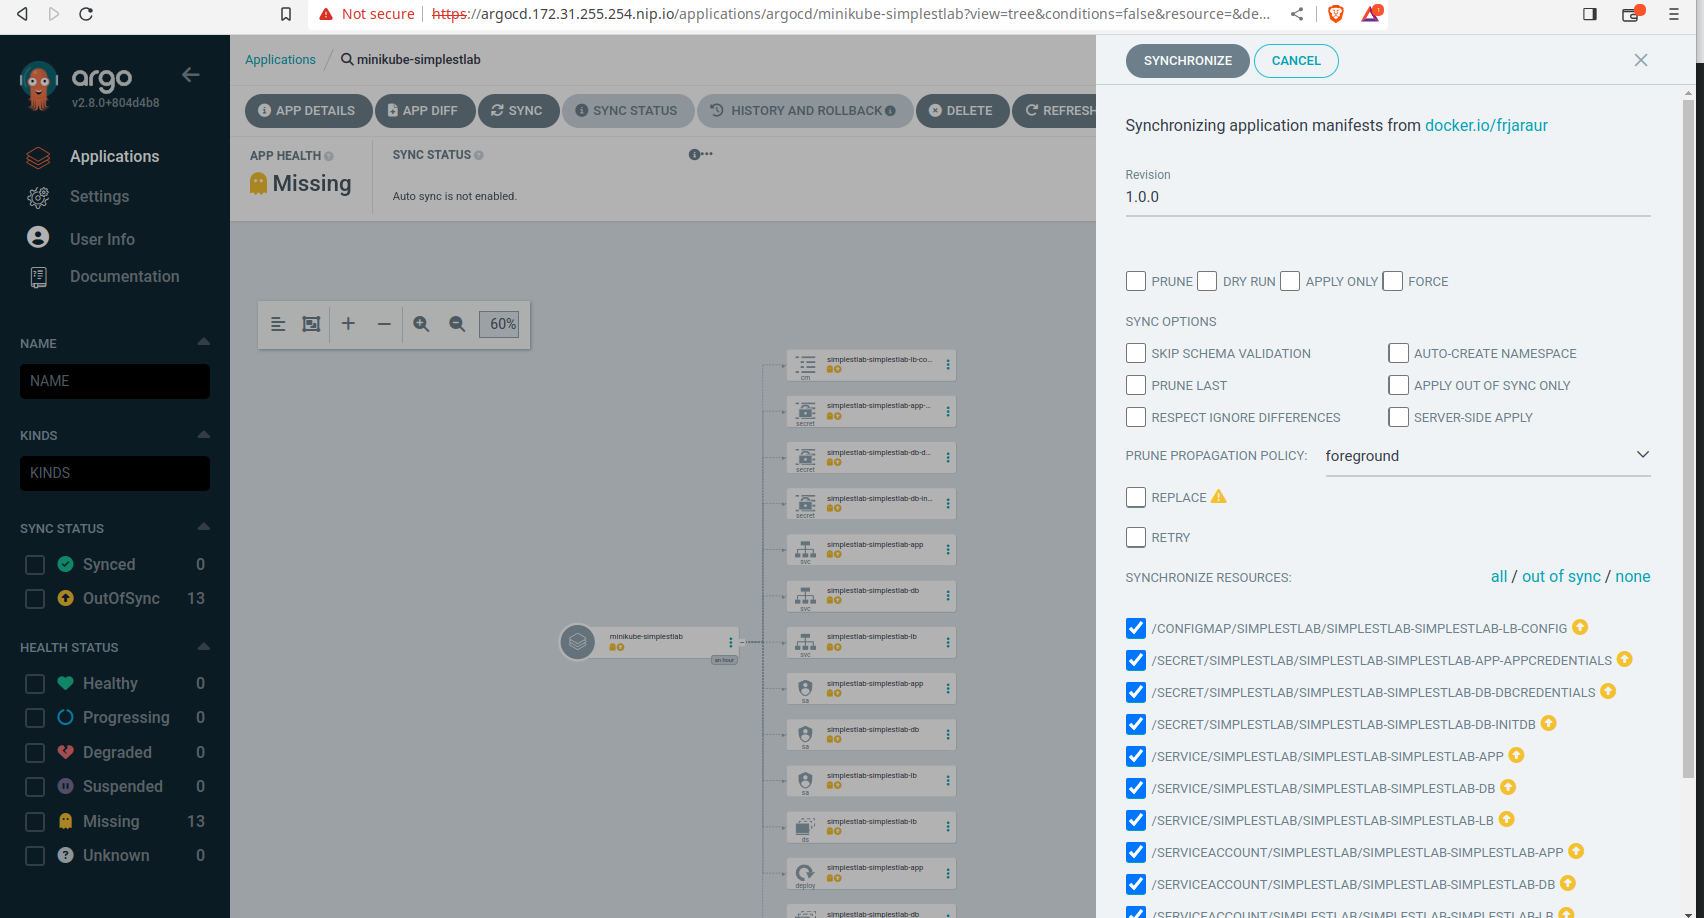 Not secure
https://argocd.172.31.255.254.nip.io/applications/argocd/minikube-simplestlab?view=tree&conditions=false&resource=&de...
1
argo
v2.8.0+804d4b8
Applications
Settings
User Info
Documentation
NAME
NAME
KINDS
KINDS
SYNC STATUS
Synced 0
OutOfSync 13
HEALTH STATUS
Healthy 0
Progressing 0
Degraded 0
Suspended 0
Missing 13
Unknown 0
Applications / minikube-simplestlab
APP DETAILS APP DIFF SYNC SYNC STATUS HISTORY AND ROLLBACK DELETE REFRESH
APP HEALTH
Missing
SYNC STATUS
Auto sync is not enabled.
60%
minikube-simplestlab
an hour
simplestlab-simplestlab-lb-co...
cm
simplestlab-simplestlab-app-...
secret
simplestlab-simplestlab-db-d...
secret
simplestlab-simplestlab-db-in...
secret
simplestlab-simplestlab-app
svc
simplestlab-simplestlab-db
svc
simplestlab-simplestlab-lb
svc
simplestlab-simplestlab-app
sa
simplestlab-simplestlab-db
sa
simplestlab-simplestlab-lb
sa
simplestlab-simplestlab-lb
ds
simplestlab-simplestlab-app
deploy
simplestlab-simplestlab-db
SYNCHRONIZE CANCEL
Synchronizing application manifests from docker.io/frjaraur
Revision
1.0.0
PRUNE DRY RUN APPLY ONLY FORCE
SYNC OPTIONS
SKIP SCHEMA VALIDATION AUTO-CREATE NAMESPACE
PRUNE LAST APPLY OUT OF SYNC ONLY
RESPECT IGNORE DIFFERENCES SERVER-SIDE APPLY
PRUNE PROPAGATION POLICY: foreground
REPLACE
RETRY
SYNCHRONIZE RESOURCES: all / out of sync / none
/CONFIGMAP/SIMPLESTLAB/SIMPLESTLAB-SIMPLESTLAB-LB-CONFIG
/SECRET/SIMPLESTLAB/SIMPLESTLAB-SIMPLESTLAB-APP-APPCREDENTIALS
/SECRET/SIMPLESTLAB/SIMPLESTLAB-SIMPLESTLAB-DB-DBCREDENTIALS
/SECRET/SIMPLESTLAB/SIMPLESTLAB-SIMPLESTLAB-DB-INITDB
/SERVICE/SIMPLESTLAB/SIMPLESTLAB-SIMPLESTLAB-APP
/SERVICE/SIMPLESTLAB/SIMPLESTLAB-SIMPLESTLAB-DB
/SERVICE/SIMPLESTLAB/SIMPLESTLAB-SIMPLESTLAB-LB
/SERVICEACCOUNT/SIMPLESTLAB/SIMPLESTLAB-SIMPLESTLAB-APP
/SERVICEACCOUNT/SIMPLESTLAB/SIMPLESTLAB-SIMPLESTLAB-DB
/SERVICEACCOUNT/SIMPLESTLAB/SIMPLESTLAB-SIMPLESTLAB-LB